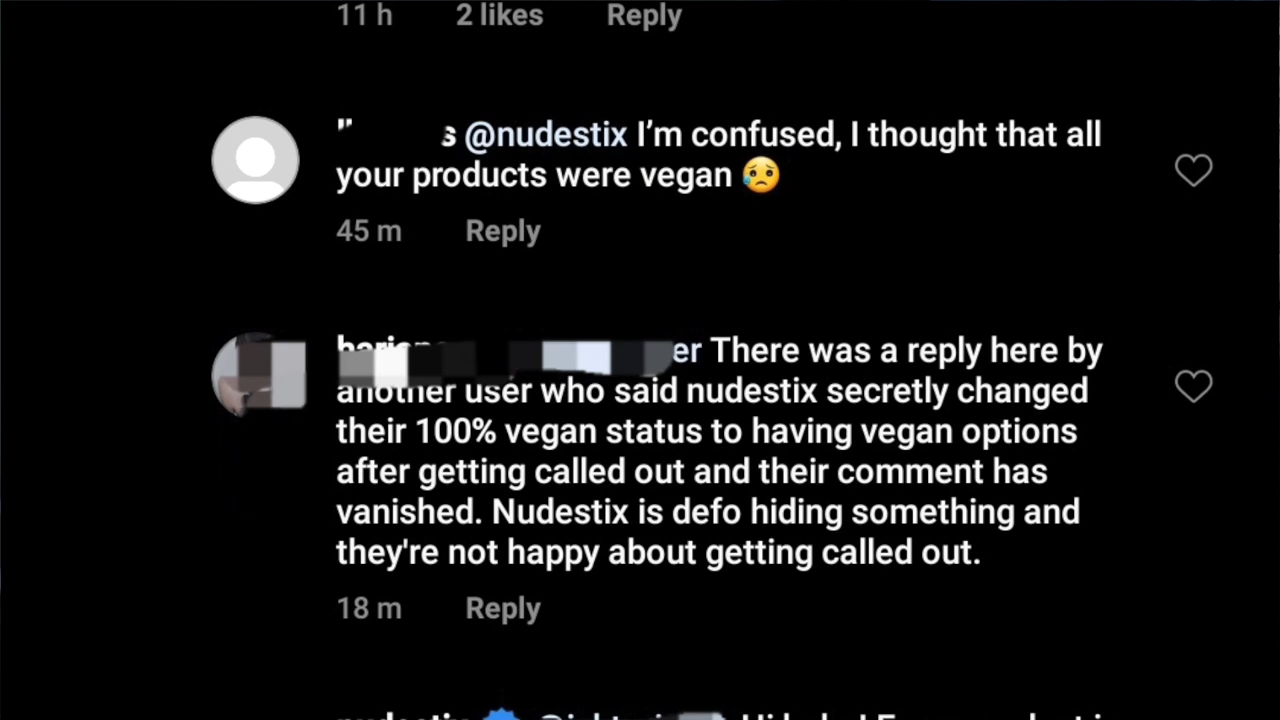 11 h 2 likes Reply
s @nudestix I’m confused, I thought that all
your products were vegan 😥
45 m Reply
er There was a reply here by
another user who said nudestix secretly changed
their 100% vegan status to having vegan options
after getting called out and their comment has
vanished. Nudestix is defo hiding something and
they're not happy about getting called out.
18 m Reply
nudestix